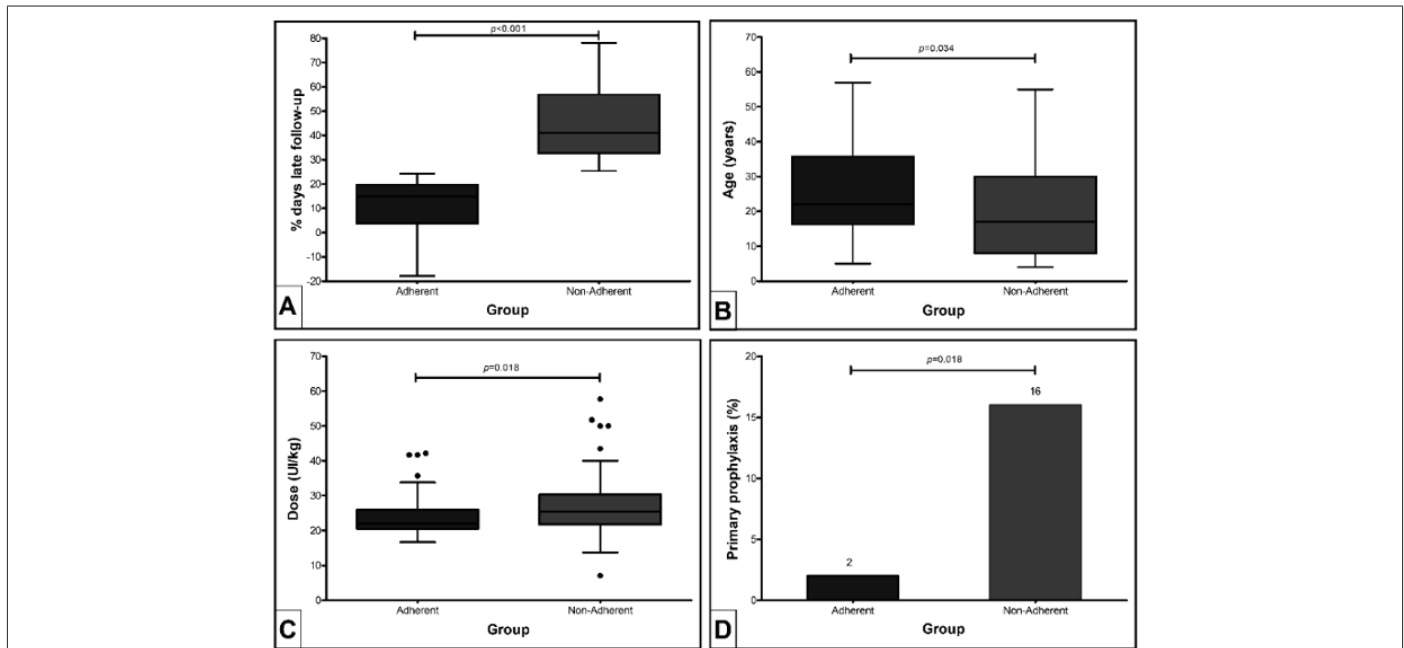 p<0.001
80
70
60
50
40
30
20
10
0
-10
-20
% days late follow-up
Adherent
Non-Adherent
Group
A
p=0.034
70
60
50
40
30
20
10
0
Age (years)
Adherent
Non-Adherent
Group
B
p=0.018
70
60
50
40
30
20
10
0
Dose (UI/kg)
Adherent
Non-Adherent
Group
C
p=0.018
20
15
10
5
0
Primary prophylaxis (%)
2
16
Adherent
Non-Adherent
Group
D